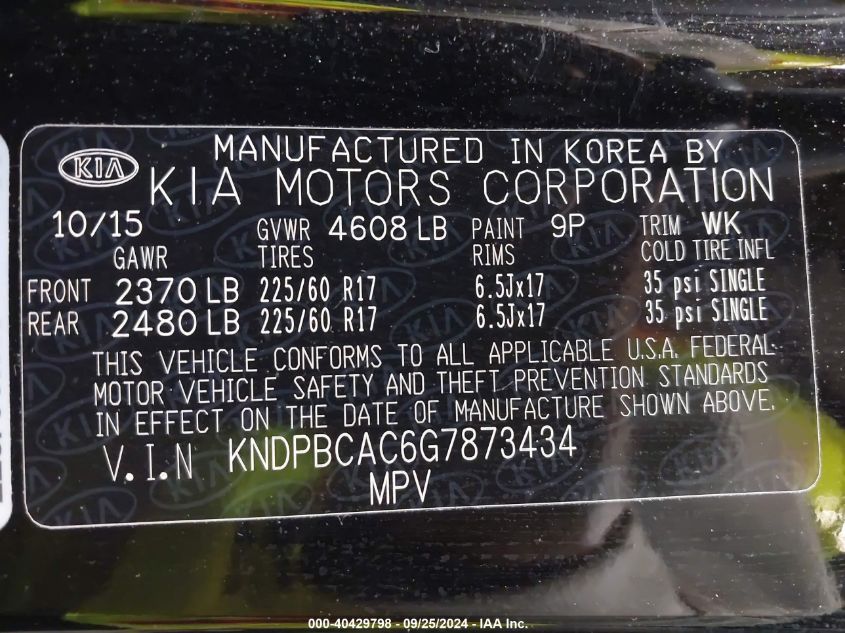 MANUFACTURED IN KOREA BY
KIA
KIA MOTORS CORPORATION
10/15 GVWR 4608 LB PAINT 9P TRIM WK
GAWR TIRES RIMS COLD TIRE INFL
FRONT 2370 LB 225/60 R17 6.5Jx17 35 psi SINGLE
REAR 2480 LB 225/60 R17 6.5Jx17 35 psi SINGLE
THIS VEHICLE CONFORMS TO ALL APPLICABLE U.S.A. FEDERAL
MOTOR VEHICLE SAFETY AND THEFT PREVENTION STANDARDS
IN EFFECT ON THE DATE OF MANUFACTURE SHOWN ABOVE.
V.I.N KNDPBCAC6G7873434
MPV
000-40429798 - 09/25/2024 - IAA Inc.